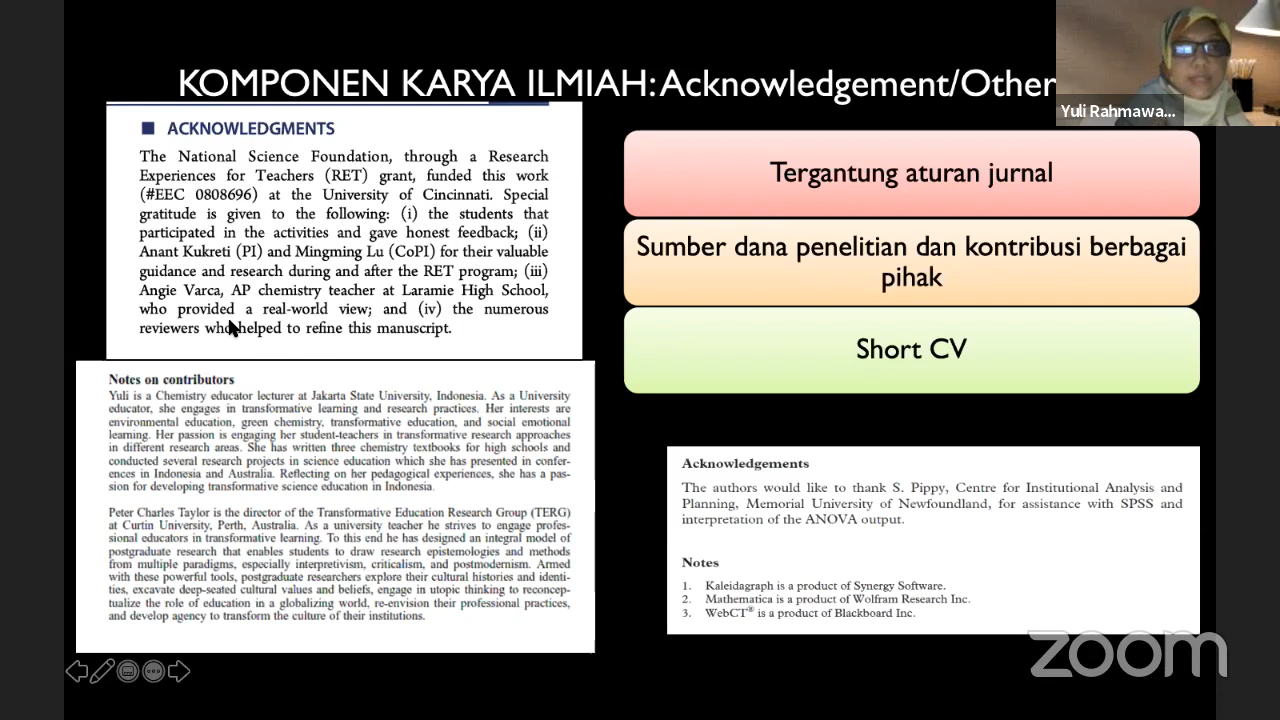 KOMPONEN KARYA ILMIAH:Acknowledgement/Other
Yuli Rahmawa...
ACKNOWLEDGMENTS
The National Science Foundation, through a Research
Experiences for Teachers (RET) grant, funded this work
(#EEC 0808696) at the University of Cincinnati. Special
gratitude is given to the following: (i) the students that
participated in the activities and gave honest feedback; (ii)
Anant Kukreti (PI) and Mingming Lu (CoPI) for their valuable
guidance and research during and after the RET program; (iii)
Angie Varca, AP chemistry teacher at Laramie High School,
who provided a real-world view; and (iv) the numerous
reviewers who helped to refine this manuscript.
Tergantung aturan jurnal
Sumber dana penelitian dan kontribusi berbagai
pihak
Short CV
Notes on contributors
Yuli is a Chemistry educator lecturer at Jakarta State University, Indonesia. As a University
educator, she engages in transformative learning and research practices. Her interests are
environmental education, green chemistry, transformative education, and social emotional
learning. Her passion is engaging her student-teachers in transformative research approaches
in different research areas. She has written three chemistry textbooks for high schools and
conducted several research projects in science education which she has presented in confer-
ences in Indonesia and Australia. Reflecting on her pedagogical experiences, she has a pas-
sion for developing transformative science education in Indonesia.
Peter Charles Taylor is the director of the Transformative Education Research Group (TERG)
at Curtin University, Perth, Australia. As a university teacher he strives to engage profes-
sional educators in transformative learning. To this end he has designed an integral model of
postgraduate research that enables students to draw research epistemologies and methods
from multiple paradigms, especially interpretivism, criticalism, and postmodernism. Armed
with these powerful tools, postgraduate researchers explore their cultural histories and identi-
ties, excavate deep-seated cultural values and beliefs, engage in utopic thinking to reconcep-
tualize the role of education in a globalizing world, re-envision their professional practices,
and develop agency to transform the culture of their institutions.
Acknowledgements
The authors would like to thank S. Pippy, Centre for Institutional Analysis and
Planning, Memorial University of Newfoundland, for assistance with SPSS and
interpretation of the ANOVA output.
Notes
1. Kaleidagraph is a product of Synergy Software.
2. Mathematica is a product of Wolfram Research Inc.
3. WebCT® is a product of Blackboard Inc.
zoom